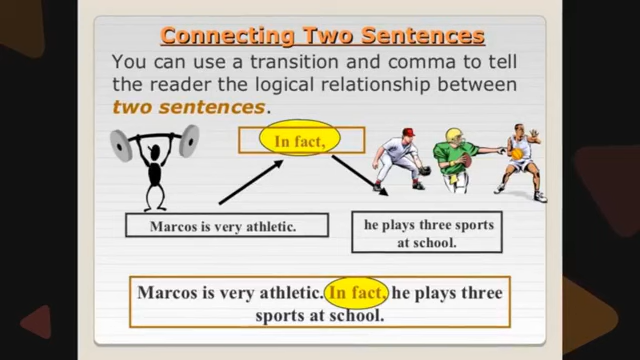 Connecting Two Sentences
You can use a transition and comma to tell
the reader the logical relationship between
two sentences.
In fact,
Marcos is very athletic.
he plays three sports
at school.
Marcos is very athletic. In fact, he plays three
sports at school.